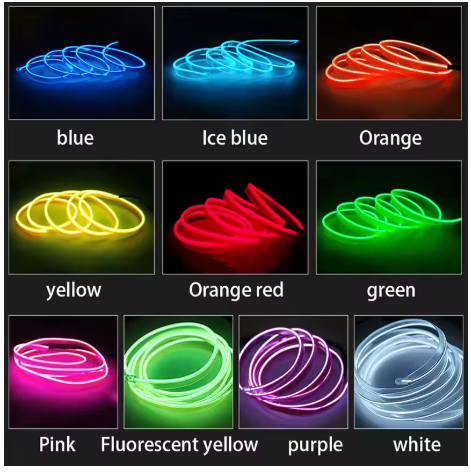 blue Ice blue Orange
yellow Orange red green
Pink Fluorescent yellow purple white